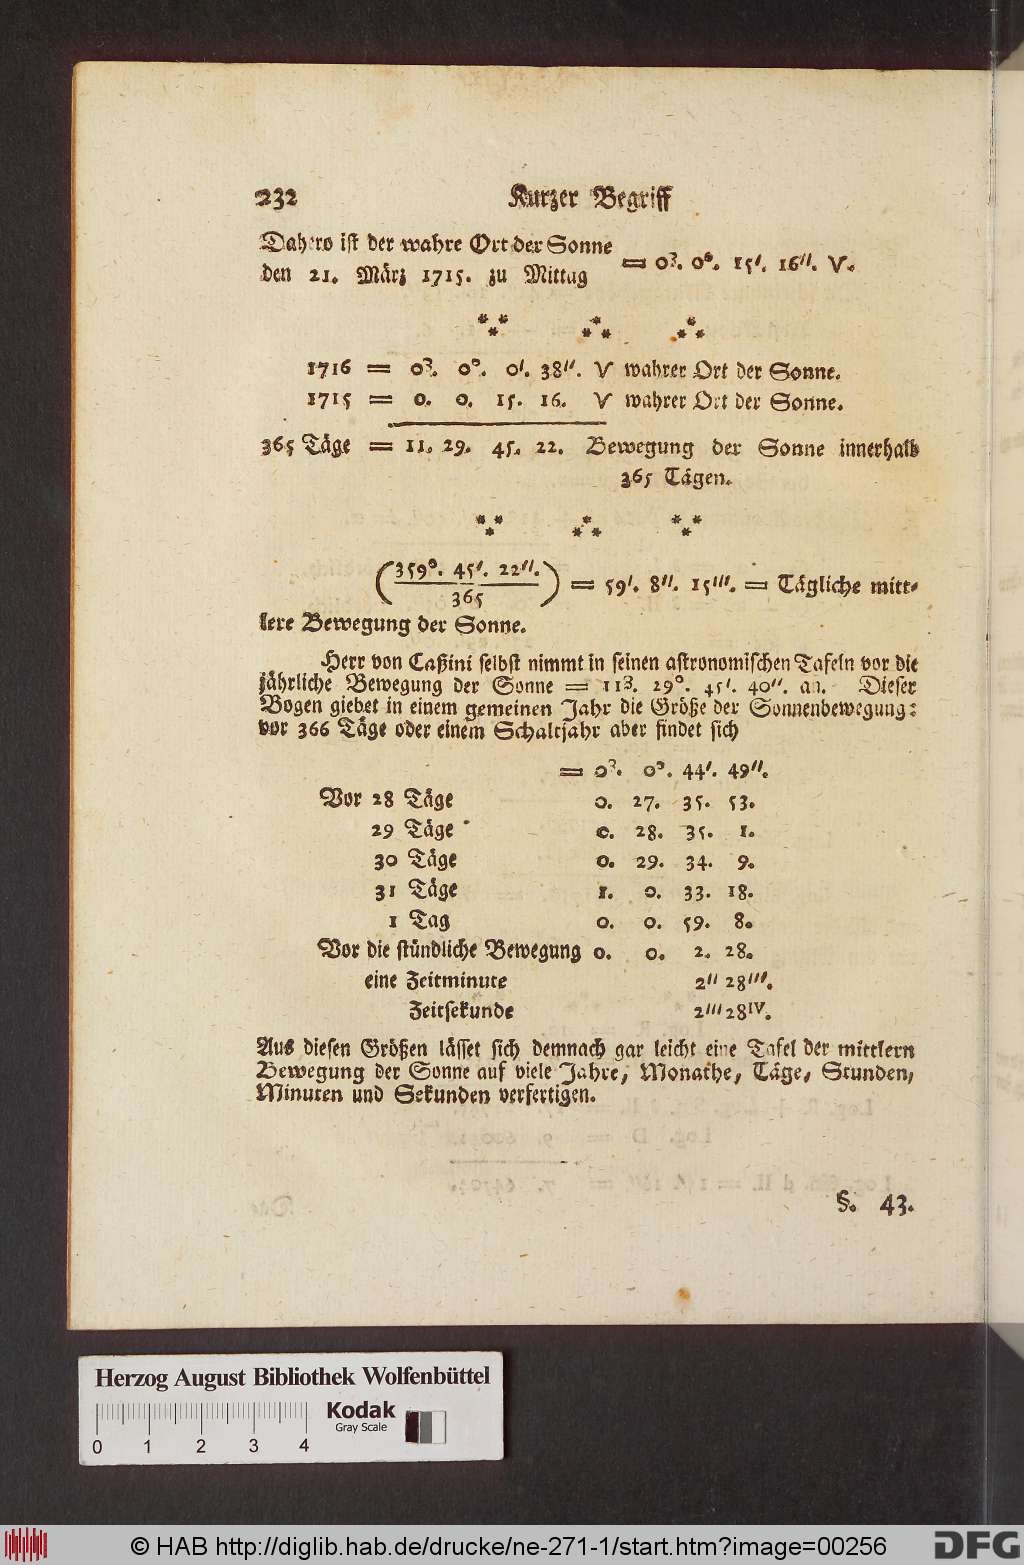 232 Kurzer Begriff
Dahero ist der wahre Ort der Sonne
den 21. März 1715. zu Mittag = 0Z. 0°. 15'. 16''. V.
* * * * * * * * *
1716 = 0Z. 0°. 0'. 38''. V wahrer Ort der Sonne.
1715 = 0. 0. 15. 16. V wahrer Ort der Sonne.
365 Täge = 11. 29. 45. 22. Bewegung der Sonne innerhalb
365 Tägen.
* * * * * * * * *
(359°. 45'. 22''. / 365) = 59'. 8''. 15'''. = Tägliche mitt-
lere Bewegung der Sonne.
Herr von Caßini selbst nimmt in seinen astronomischen Tafeln vor die
jährliche Bewegung der Sonne = 11Z. 29°. 45'. 40''. an. Dieser
Bogen giebet in einem gemeinen Jahr die Größe der Sonnenbewegung:
vor 366 Täge oder einem Schaltjahr aber findet sich
= 0Z. 0°. 44'. 49''.
Vor 28 Täge 0. 27. 35. 53.
29 Täge 0. 28. 35. 1.
30 Täge 0. 29. 34. 9.
31 Täge 1. 0. 33. 18.
1 Tag 0. 0. 59. 8.
Vor die stündliche Bewegung 0. 0. 2. 28.
eine Zeitminute 2'' 28'''.
Zeitsekunde 2''' 28IV.
Aus diesen Größen lässet sich demnach gar leicht eine Tafel der mittlern
Bewegung der Sonne auf viele Jahre, Monathe, Täge, Stunden,
Minuten und Sekunden verfertigen.
§. 43.
Herzog August Bibliothek Wolfenbüttel
Kodak
Gray Scale
0 1 2 3 4
© HAB http://diglib.hab.de/drucke/ne-271-1/start.htm?image=00256
DFG